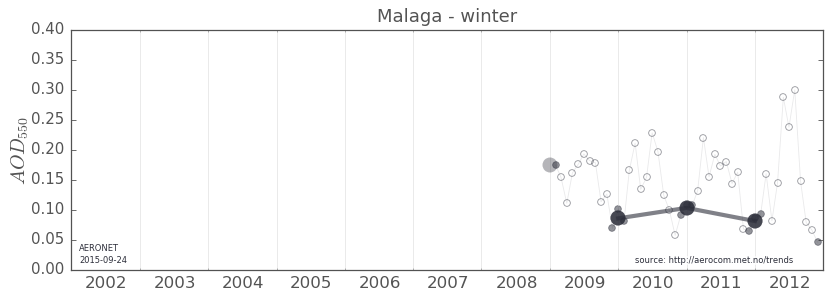 Malaga - winter
0.40
0.35
0.30
0.25
0.20
0.15
0.10
0.05
0.00
AOD550
AERONET
2015-09-24
source: http://aerocom.met.no/trends
2002 2003 2004 2005 2006 2007 2008 2009 2010 2011 2012